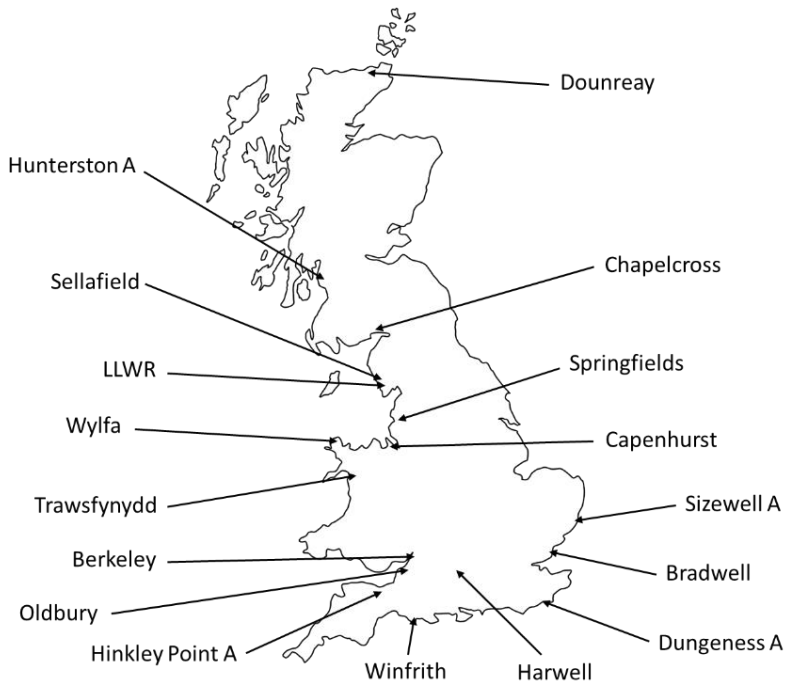 Dounreay
Hunterston A
Chapelcross
Sellafield
Springfields
LLWR
Wylfa
Capenhurst
Trawsfynydd
Sizewell A
Berkeley
Bradwell
Oldbury
Dungeness A
Hinkley Point A
Winfrith
Harwell